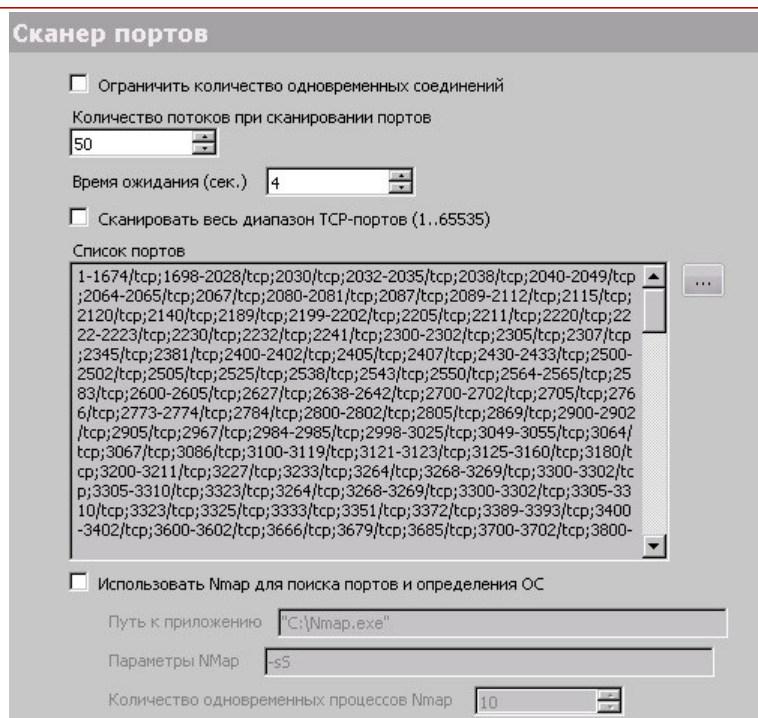 Сканер портов
Ограничить количество одновременных соединений
Количество потоков при сканировании портов
50
Время ожидания (сек.) 4
Сканировать весь диапазон TCP-портов (1..65535)
Список портов
1-1674/tcp;1698-2028/tcp;2030/tcp;2032-2035/tcp;2038/tcp;2040-2049/tcp
;2064-2065/tcp;2067/tcp;2080-2081/tcp;2087/tcp;2089-2112/tcp;2115/tcp;
2120/tcp;2140/tcp;2189/tcp;2199-2202/tcp;2205/tcp;2211/tcp;2220/tcp;22
22-2223/tcp;2230/tcp;2232/tcp;2241/tcp;2300-2302/tcp;2305/tcp;2307/tcp
;2345/tcp;2381/tcp;2400-2402/tcp;2405/tcp;2407/tcp;2430-2433/tcp;2500-
2502/tcp;2505/tcp;2525/tcp;2538/tcp;2543/tcp;2550/tcp;2564-2565/tcp;25
83/tcp;2600-2605/tcp;2627/tcp;2638-2642/tcp;2700-2702/tcp;2705/tcp;276
6/tcp;2773-2774/tcp;2784/tcp;2800-2802/tcp;2805/tcp;2869/tcp;2900-2902
/tcp;2905/tcp;2967/tcp;2984-2985/tcp;2998-3025/tcp;3049-3055/tcp;3064/
tcp;3067/tcp;3086/tcp;3100-3119/tcp;3121-3123/tcp;3125-3160/tcp;3180/t
cp;3200-3211/tcp;3227/tcp;3233/tcp;3264/tcp;3268-3269/tcp;3300-3302/tc
p;3305-3310/tcp;3323/tcp;3264/tcp;3268-3269/tcp;3300-3302/tcp;3305-33
10/tcp;3323/tcp;3325/tcp;3333/tcp;3351/tcp;3372/tcp;3389-3393/tcp;3400
-3402/tcp;3600-3602/tcp;3666/tcp;3679/tcp;3685/tcp;3700-3702/tcp;3800-
...
Использовать Nmap для поиска портов и определения ОС
Путь к приложению "C:\Nmap.exe"
Параметры NMap -sS
Количество одновременных процессов Nmap 10